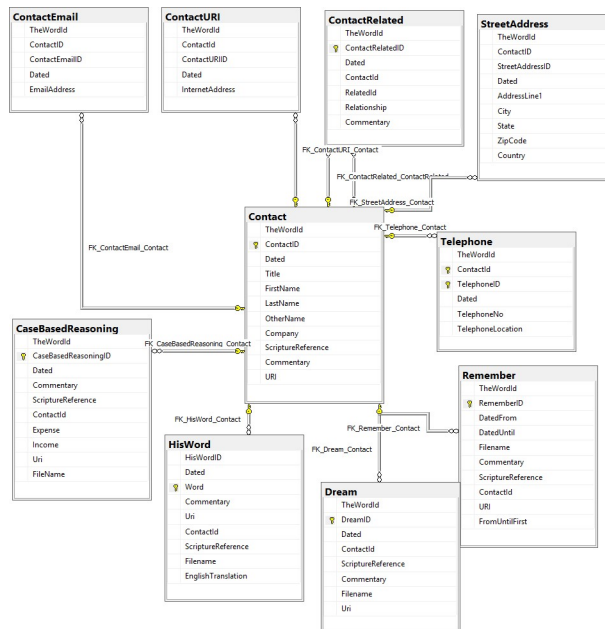 ContactEmail
TheWordId
ContactID
ContactEmailID
Dated
EmailAddress
ContactURI
TheWordId
ContactId
ContactURIID
Dated
InternetAddress
ContactRelated
TheWordId
ContactRelatedID
Dated
ContactId
RelatedId
Relationship
Commentary
StreetAddress
TheWordId
ContactID
StreetAddressID
Dated
AddressLine1
City
State
ZipCode
Country
FK_ContactURI_Contact
FK_ContactRelated_ContactRelated
FK_StreetAddress_Contact
FK_Telephone_Contact
FK_ContactEmail_Contact
Contact
TheWordId
ContactID
Dated
Title
FirstName
LastName
OtherName
Company
ScriptureReference
Commentary
URI
Telephone
TheWordId
ContactId
TelephoneID
Dated
TelephoneNo
TelephoneLocation
CaseBasedReasoning
TheWordId
CaseBasedReasoningID
Dated
Commentary
ScriptureReference
ContactId
Expense
Income
Uri
FileName
FK_CaseBasedReasoning_Contact
FK_HisWord_Contact
FK_Remember_Contact
FK_Dream_Contact
HisWord
HisWordID
Dated
Word
Commentary
Uri
ContactId
ScriptureReference
Filename
EnglishTranslation
Remember
TheWordId
RememberID
DatedFrom
DatedUntil
Filename
Commentary
ScriptureReference
ContactId
URI
FromUntilFirst
Dream
TheWordId
DreamID
Dated
ContactId
ScriptureReference
Commentary
Filename
Uri